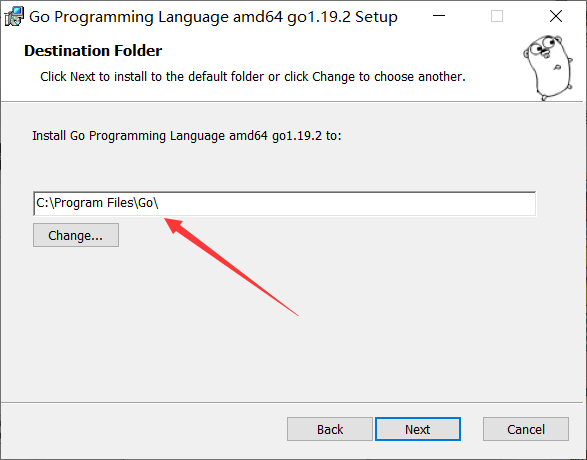 Go Programming Language amd64 go1.19.2 Setup
Destination Folder
Click Next to install to the default folder or click Change to choose another.
Install Go Programming Language amd64 go1.19.2 to:
C:\Program Files\Go\
Change...
Back Next Cancel